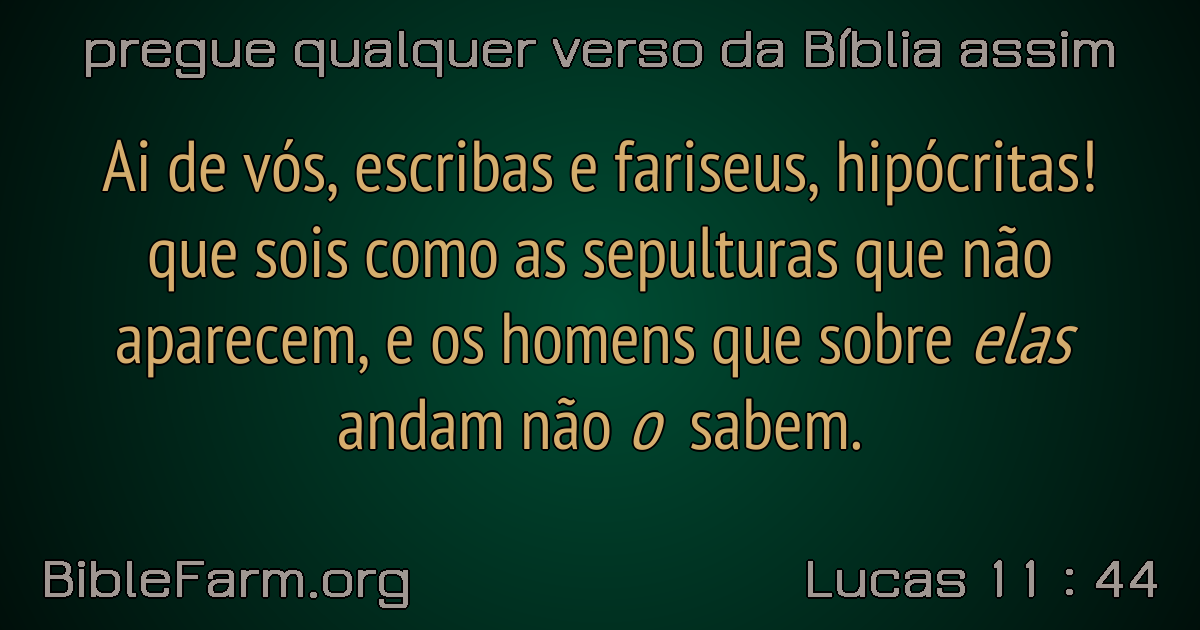 pregue qualquer verso da Bíblia assim
Ai de vós, escribas e fariseus, hipócritas!
que sois como as sepulturas que não
aparecem, e os homens que sobre elas
andam não o sabem.
BibleFarm.org
Lucas 11 : 44